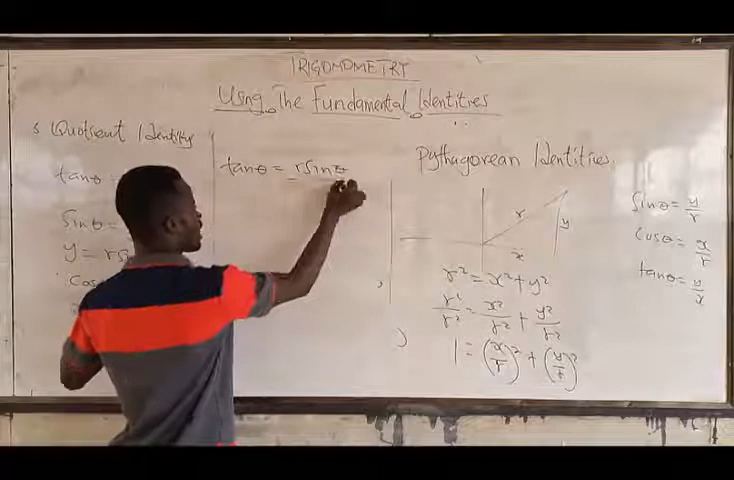 TRIGONOMETRY
Using The Fundamental Identities
s Quotient Identity
tanθ =
sinθ =
y = rs
Cos
tanθ = rsinθ
Pythagorean Identities
r
y
x
r² = x² + y²
r²/r² = x²/r² + y²/r²
1 = (x/r)² + (y/r)²
Sinθ = y/r
Cosθ = x/r
tanθ = y/x